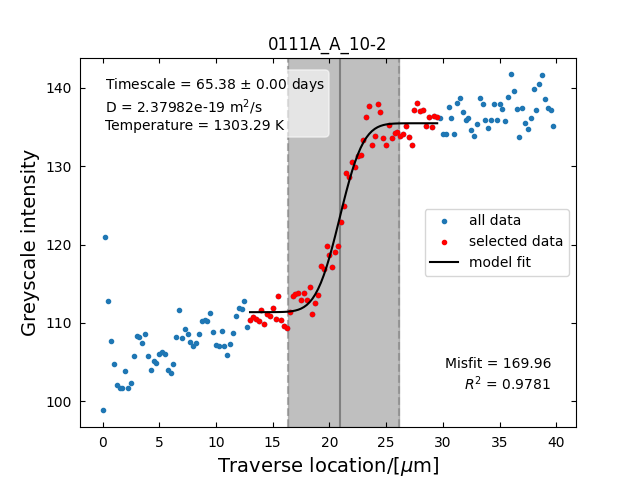 0111A_A_10-2
Timescale = 65.38 ± 0.00 days
D = 2.37982e-19 m²/s
Temperature = 1303.29 K
Greyscale intensity
140
130
120
110
100
all data
selected data
model fit
Misfit = 169.96
R² = 0.9781
0 5 10 15 20 25 30 35 40
Traverse location/[μm]